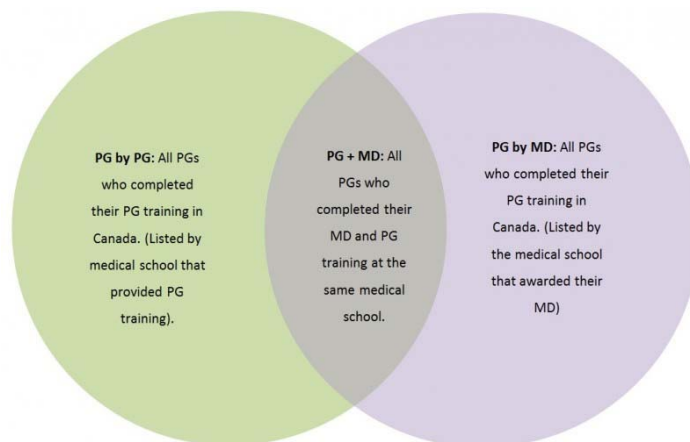 PG by PG: All PGs
who completed
their PG training in
Canada. (Listed by
medical school that
provided PG
training).
PG + MD: All
PGs who
completed their
MD and PG
training at the
same medical
school.
PG by MD: All PGs
who completed their
PG training in
Canada. (Listed by
the medical school
that awarded their
MD)